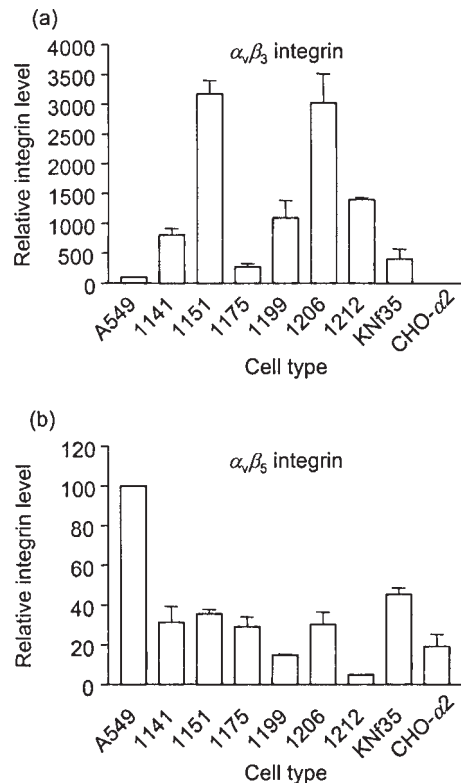 (a)
αvβ3 integrin
Relative integrin level
4000
3500
3000
2500
2000
1500
1000
500
0
A549 1141 1151 1175 1199 1206 1212 KNf35 CHO-α2
Cell type
(b)
αvβ5 integrin
Relative integrin level
120
100
80
60
40
20
0
A549 1141 1151 1175 1199 1206 1212 KNf35 CHO-α2
Cell type